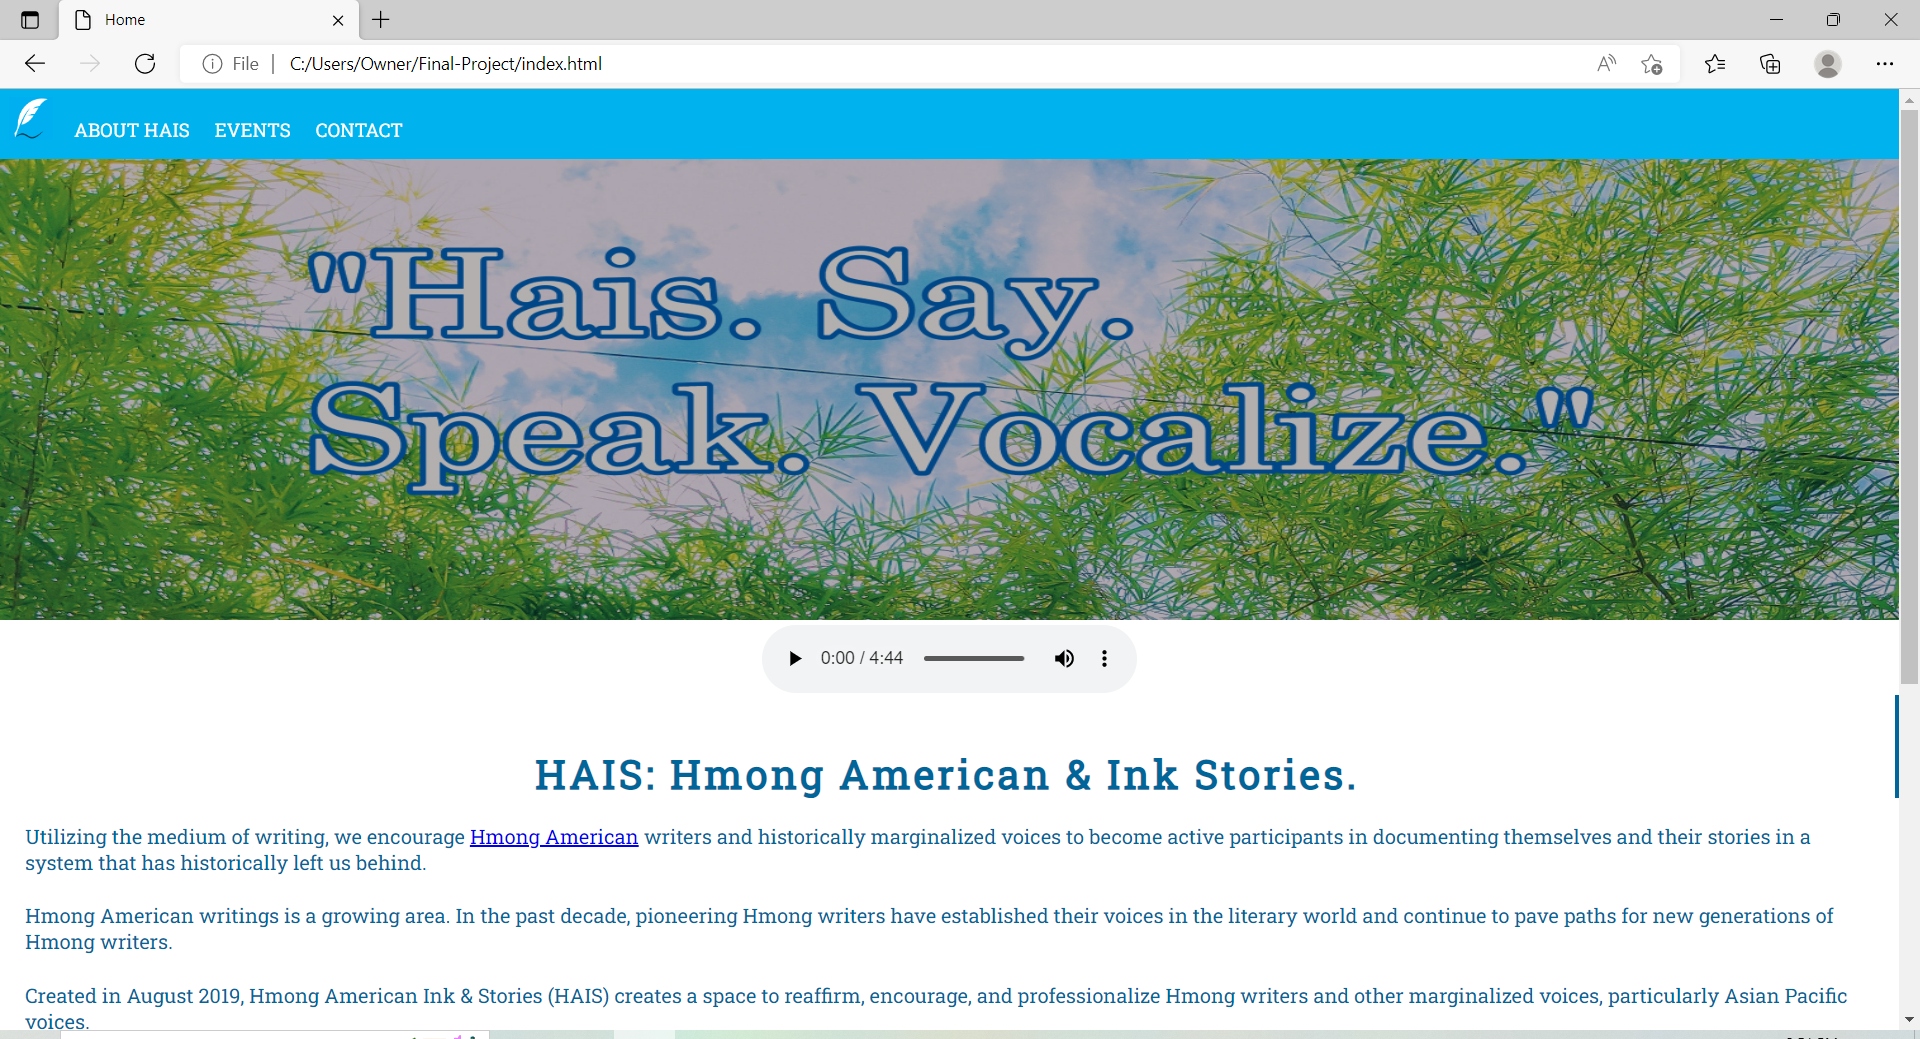 Home
File
C:/Users/Owner/Final-Project/index.html
ABOUT HAIS EVENTS CONTACT
"Hais. Say.
Speak. Vocalize."
0:00 / 4:44
HAIS: Hmong American & Ink Stories.
Utilizing the medium of writing, we encourage Hmong American writers and historically marginalized voices to become active participants in documenting themselves and their stories in a
system that has historically left us behind.
Hmong American writings is a growing area. In the past decade, pioneering Hmong writers have established their voices in the literary world and continue to pave paths for new generations of
Hmong writers.
Created in August 2019, Hmong American Ink & Stories (HAIS) creates a space to reaffirm, encourage, and professionalize Hmong writers and other marginalized voices, particularly Asian Pacific
voices.